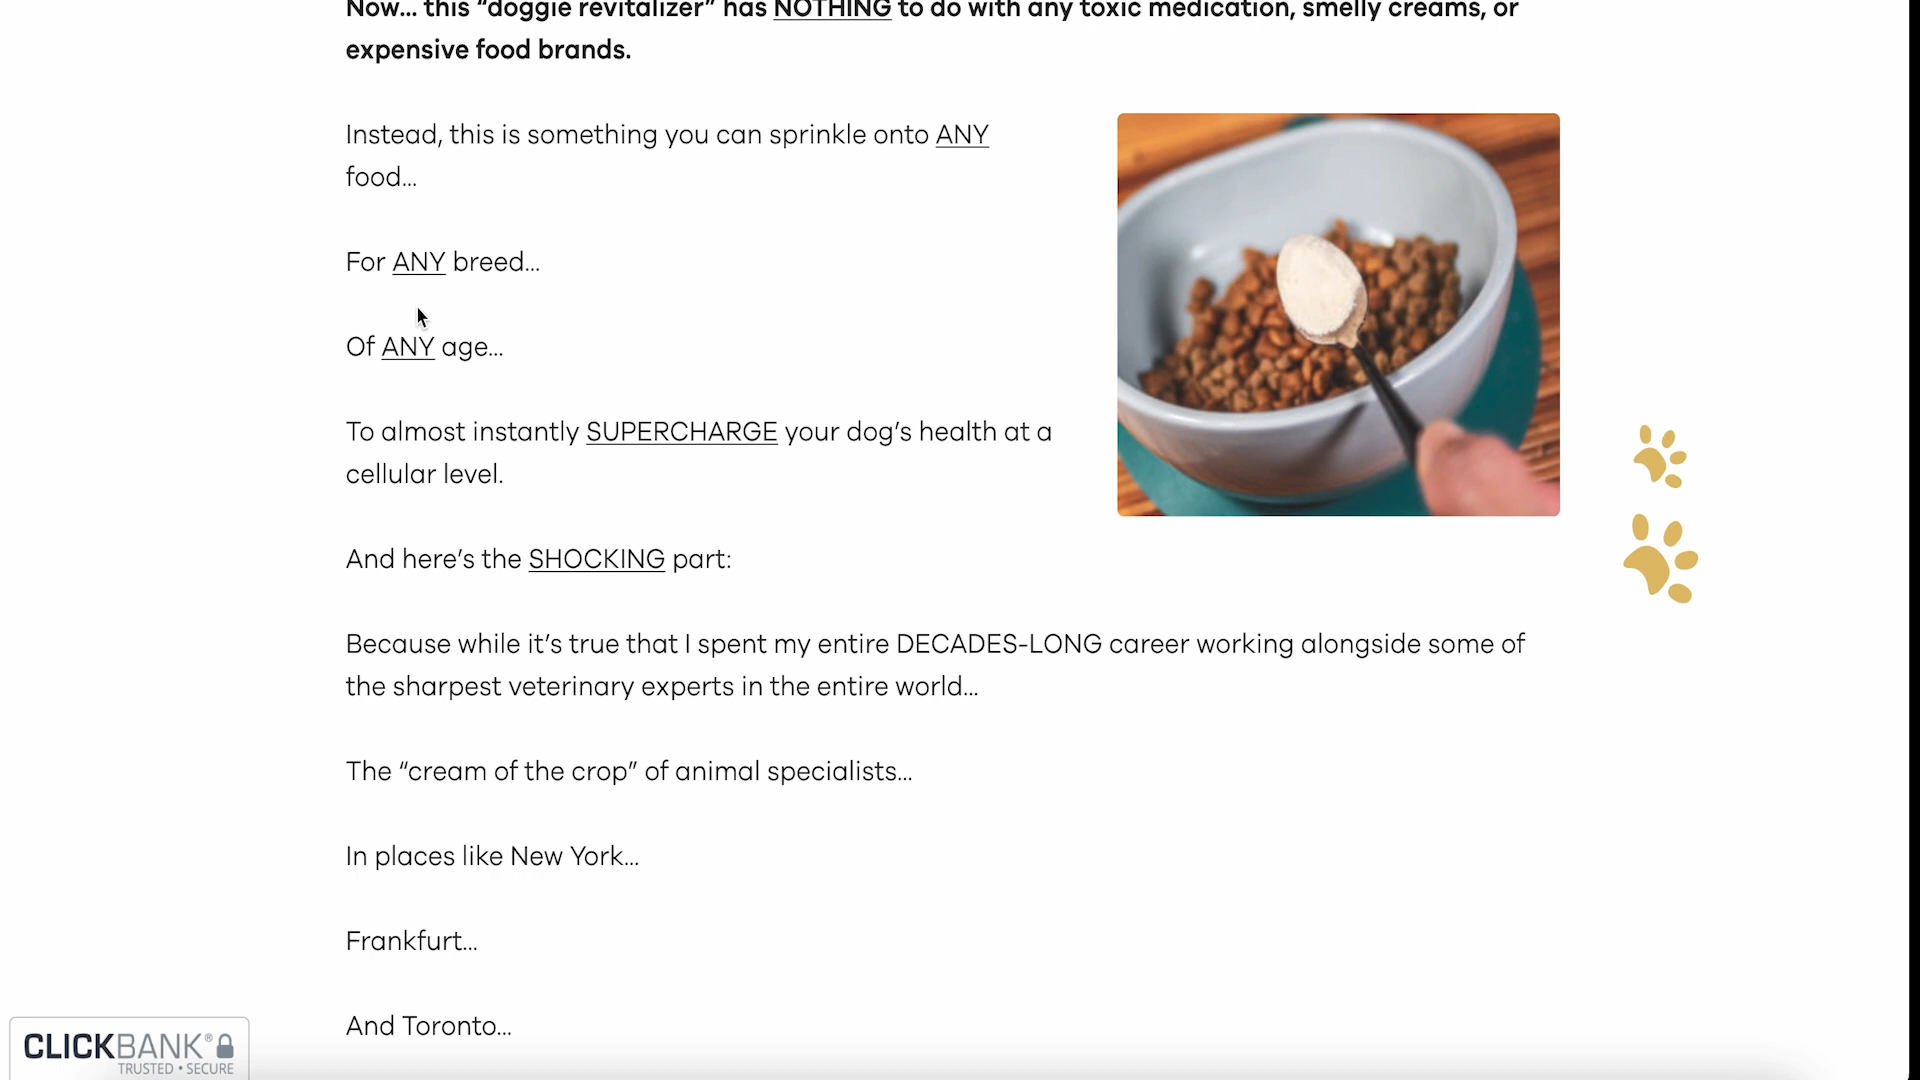 Now... this “doggie revitalizer” has NOTHING to do with any toxic medication, smelly creams, or
expensive food brands.
Instead, this is something you can sprinkle onto ANY
food...
For ANY breed...
Of ANY age...
To almost instantly SUPERCHARGE your dog’s health at a
cellular level.
And here’s the SHOCKING part:
Because while it’s true that I spent my entire DECADES-LONG career working alongside some of
the sharpest veterinary experts in the entire world...
The “cream of the crop” of animal specialists...
In places like New York...
Frankfurt...
And Toronto...
CLICKBANK®
TRUSTED • SECURE